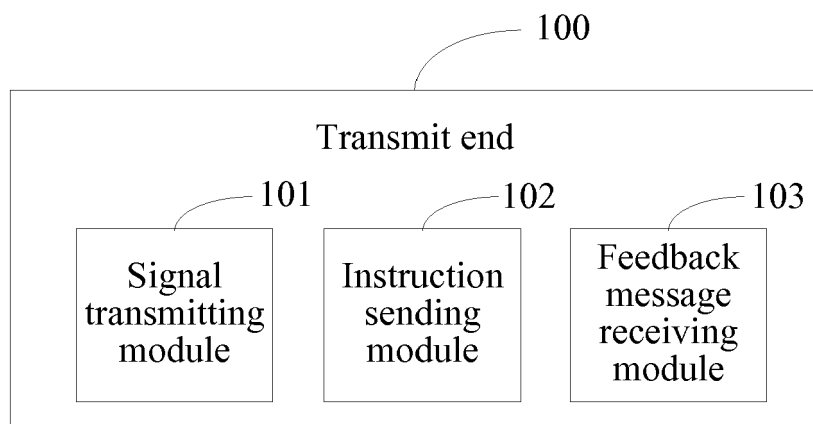 100
Transmit end
101
102
103
Signal
transmitting
module
Instruction
sending
module
Feedback
message
receiving
module